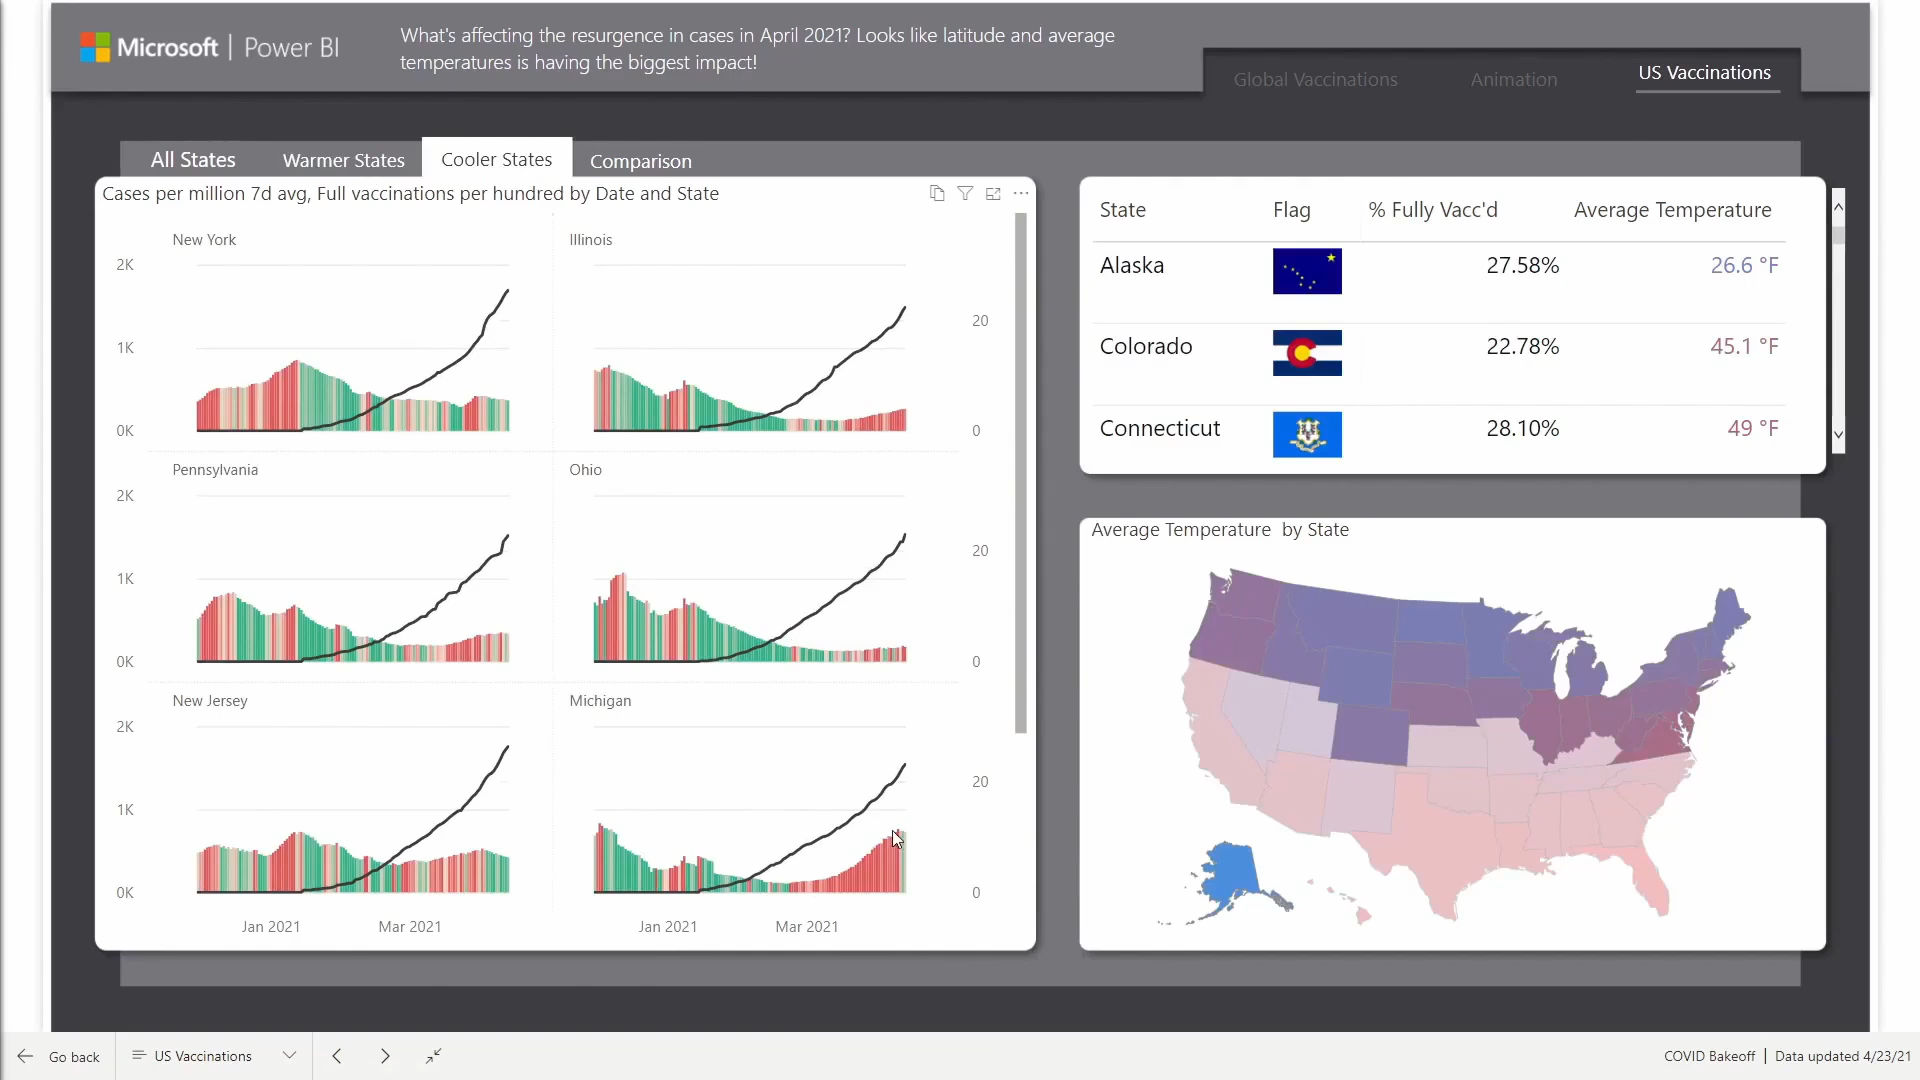 Microsoft | Power BI
What's affecting the resurgence in cases in April 2021? Looks like latitude and average
temperatures is having the biggest impact!
Global Vaccinations
Animation
US Vaccinations
All States
Warmer States
Cooler States
Comparison
Cases per million 7d avg, Full vaccinations per hundred by Date and State
New York
Illinois
2K
1K
0K
20
0
Pennsylvania
Ohio
2K
1K
0K
20
0
New Jersey
Michigan
2K
1K
0K
20
0
Jan 2021
Mar 2021
Jan 2021
Mar 2021
State Flag % Fully Vacc'd Average Temperature
Alaska 27.58% 26.6 °F
Colorado 22.78% 45.1 °F
Connecticut 28.10% 49 °F
Average Temperature by State
Go back
US Vaccinations
COVID Bakeoff | Data updated 4/23/21